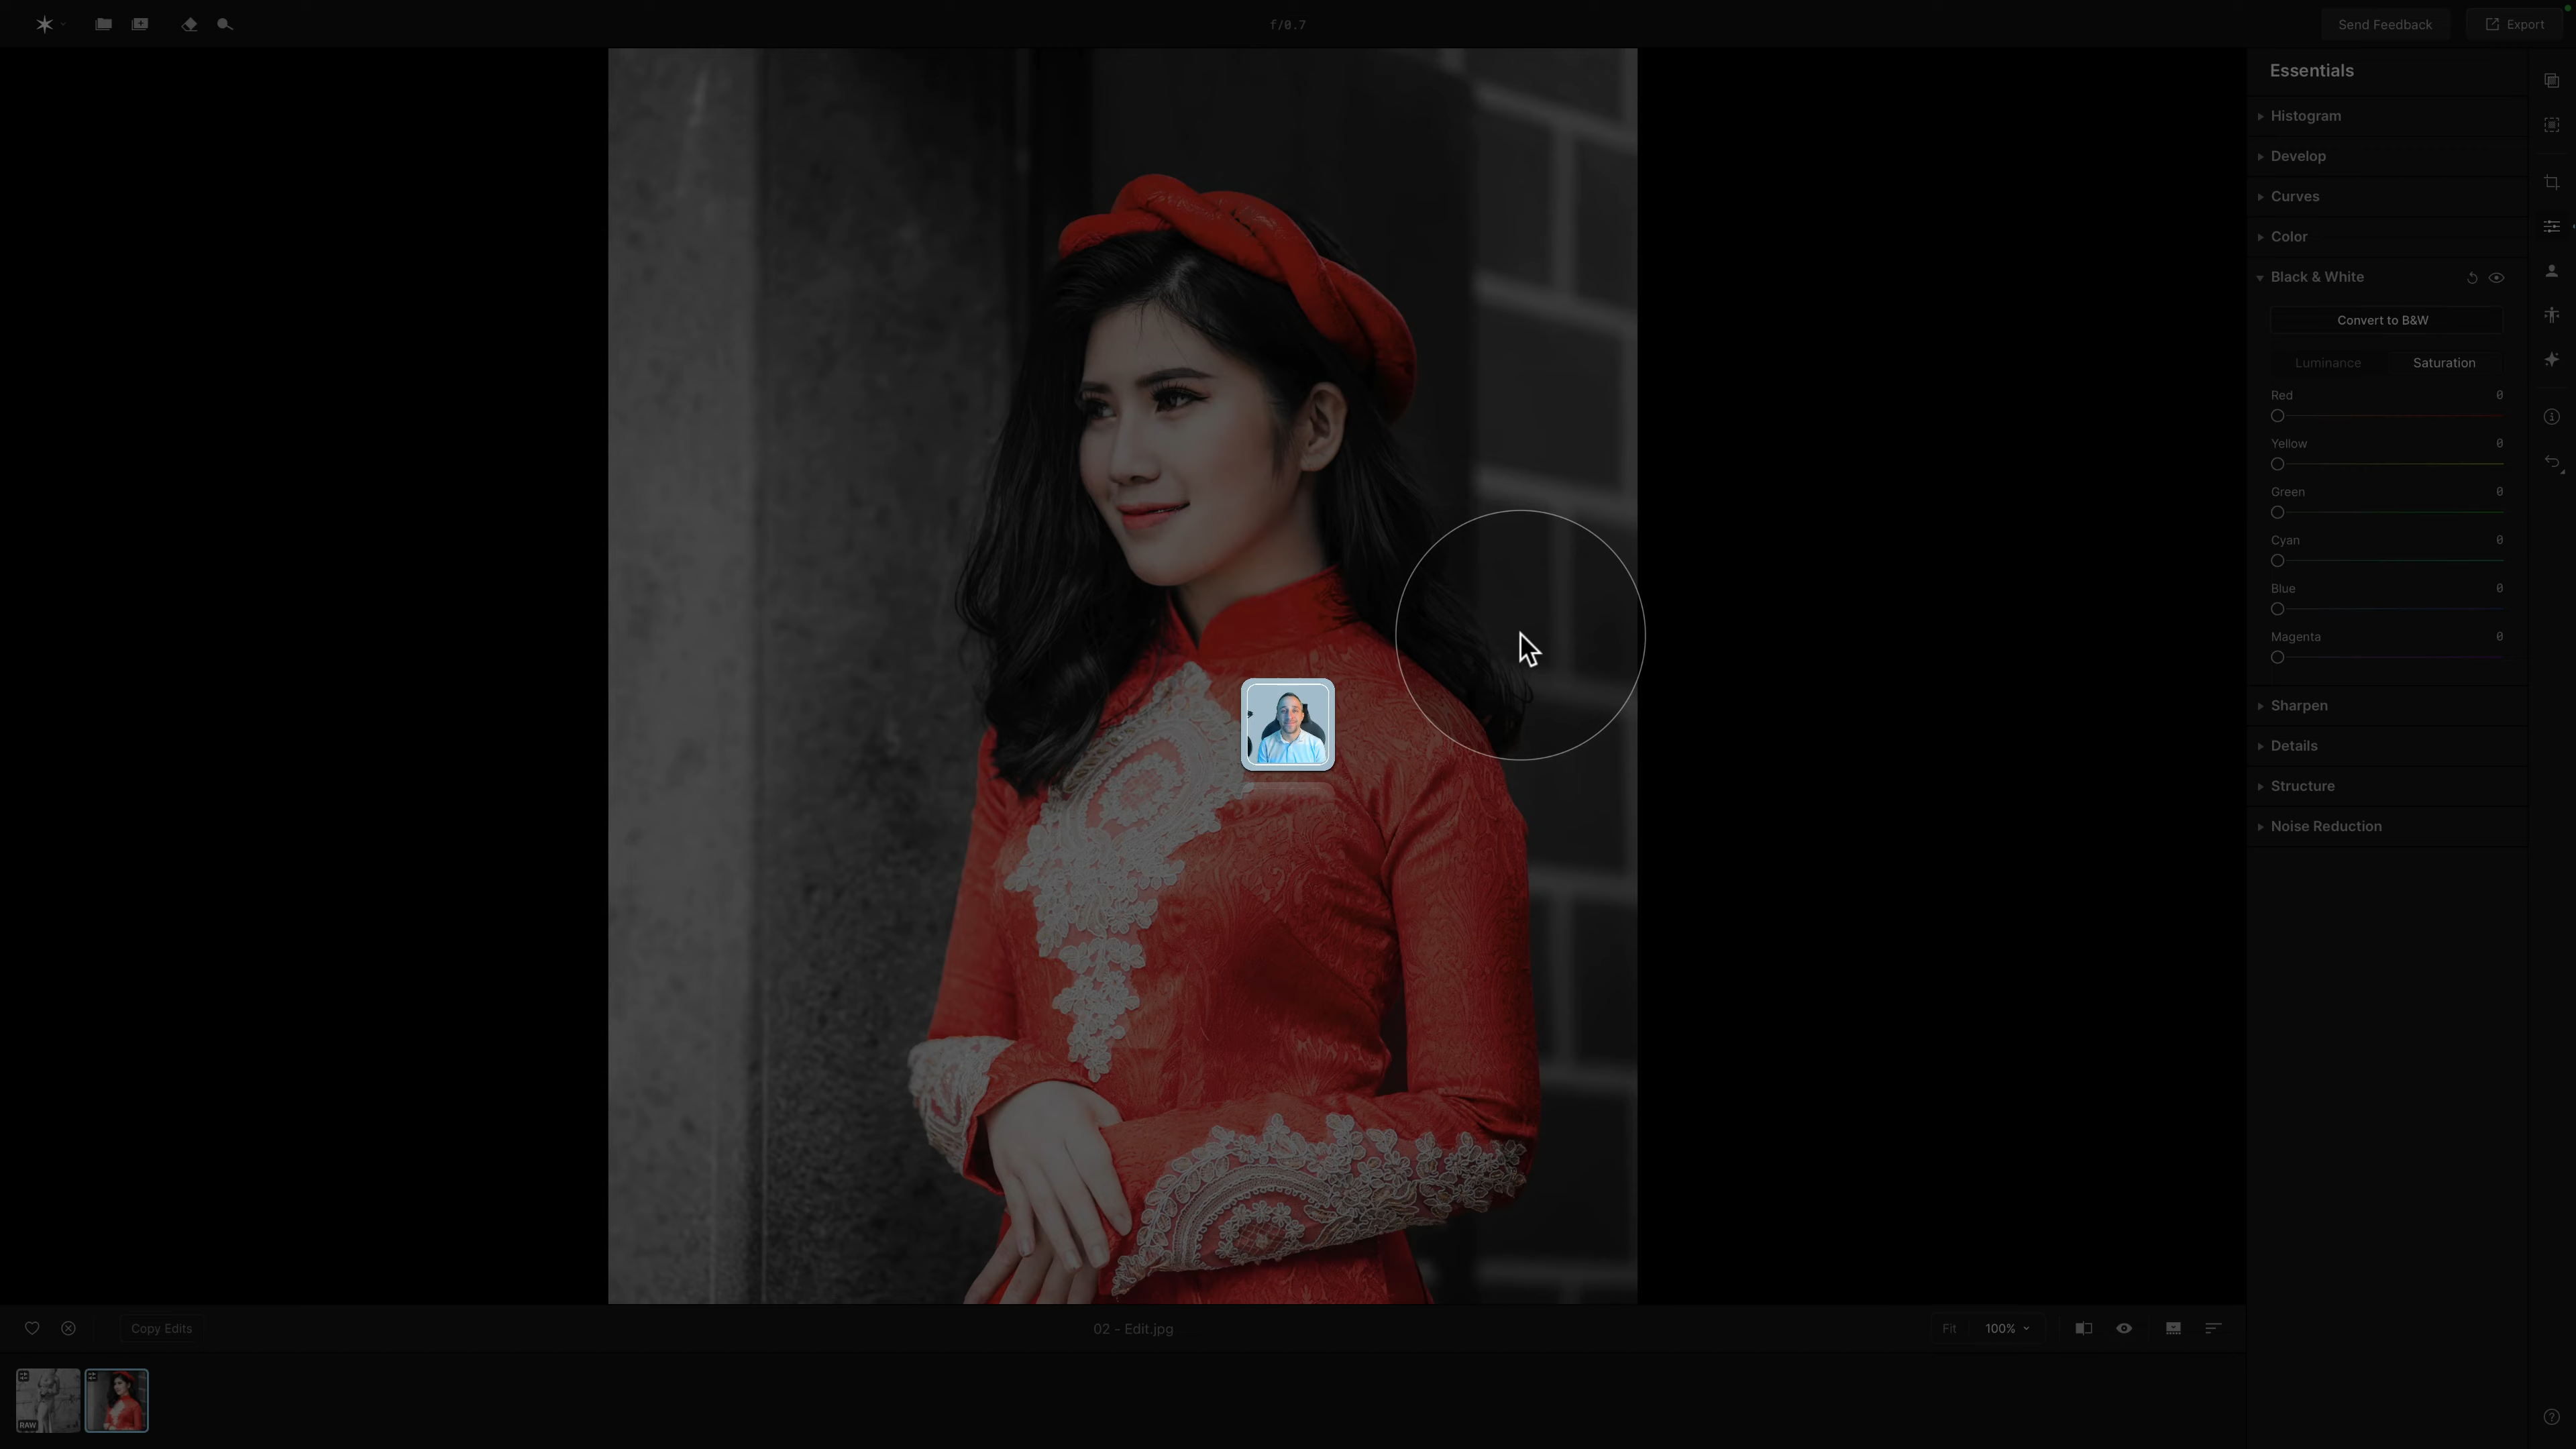 f/0.7
Send Feedback
Export
Essentials
Histogram
Develop
Curves
Color
Black & White
Convert to B&W
Luminance Saturation
Red 0
Yellow 0
Green 0
Cyan 0
Blue 0
Magenta 0
Sharpen
Details
Structure
Noise Reduction
Copy Edits
02 - Edit.jpg
Fit 100%
RAW